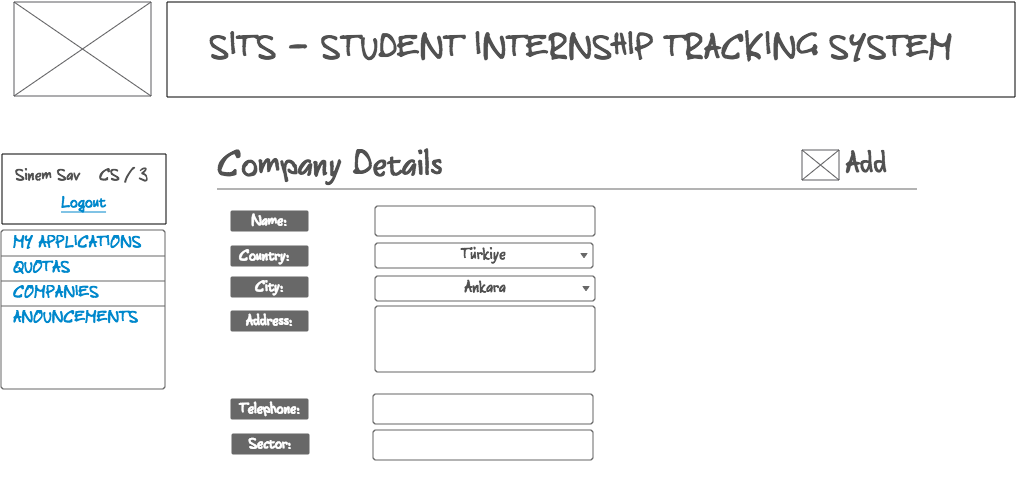 SITS - STUDENT INTERNSHIP TRACKING SYSTEM
Sinem Sav CS / 3
Logout
MY APPLICATIONS
QUOTAS
COMPANIES
ANOUNCEMENTS
Company Details
Add
Name:
Country: Türkiye
City: Ankara
Address:
Telephone:
Sector: